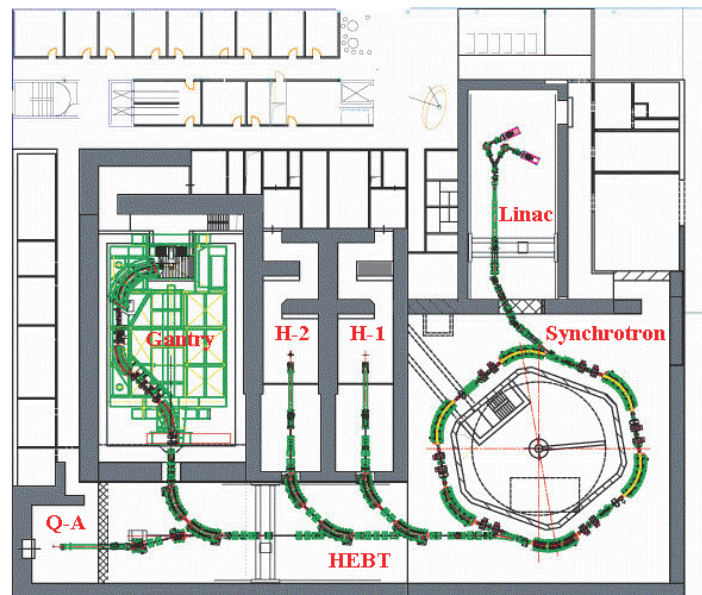 Linac
Gantry
H-2
H-1
Synchrotron
Q-A
HEBT